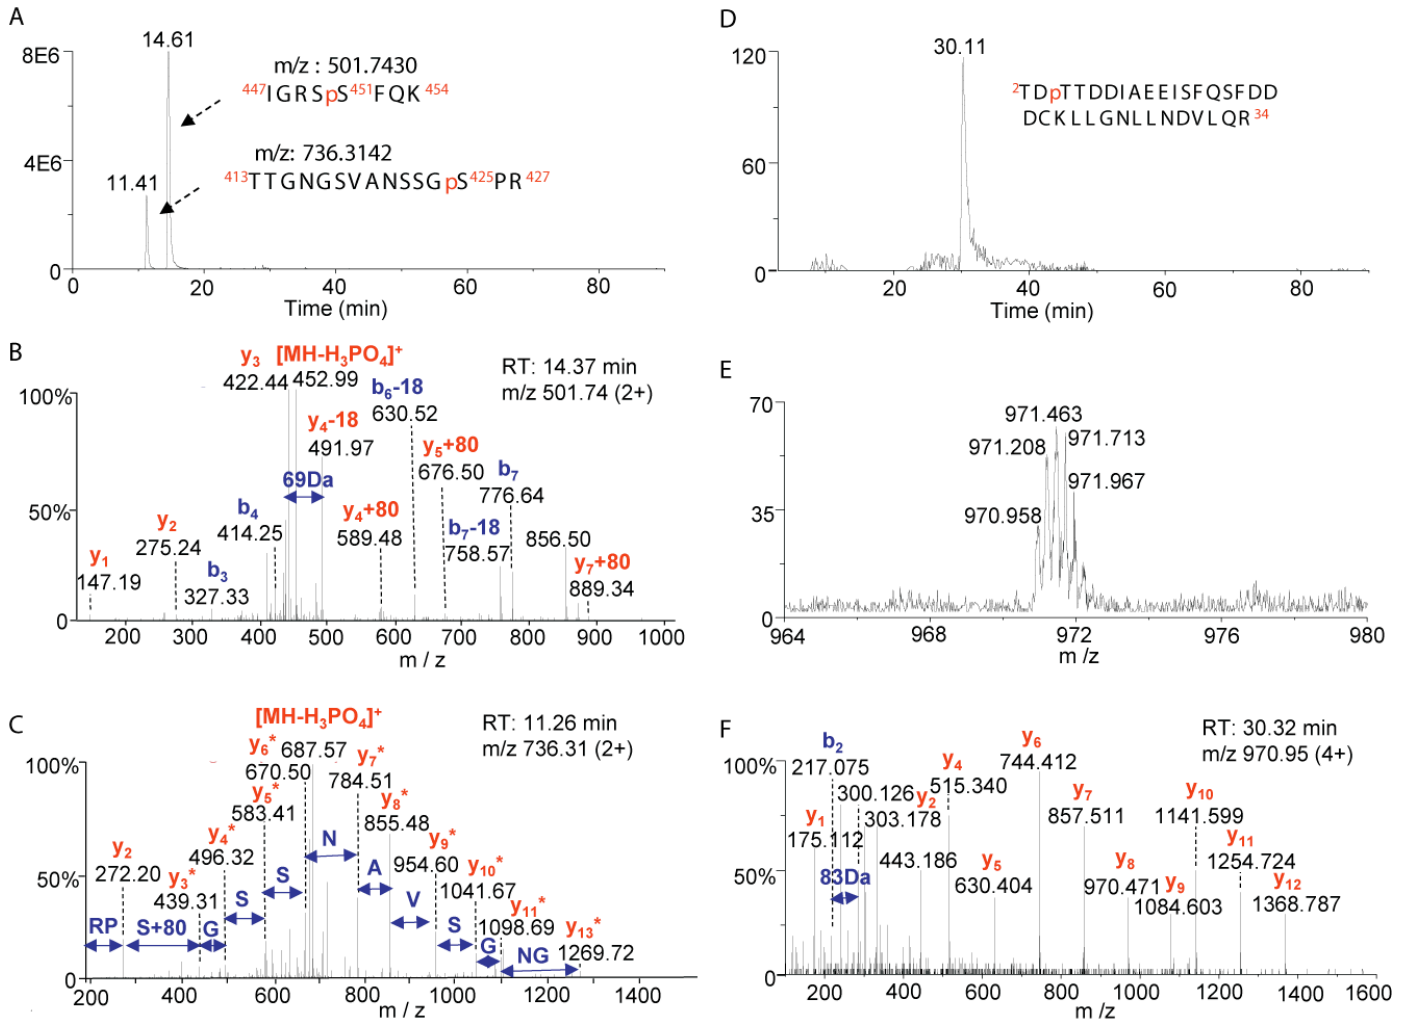 A
14.61
8E6
m/z : 501.7430
447IGRSpS451FQK 454
4E6
m/z: 736.3142
11.41
413TTGNGSVANSSGpS425PR 427
0
0
20
40
60
80
Time (min)
D
120
30.11
2TDpTTDDIAEEISFQSFDD
DCKLLGNLLNDVLQR 34
60
0
20
40
60
80
Time (min)
B
y3 [MH-H3PO4]+
422.44 452.99
RT: 14.37 min
m/z 501.74 (2+)
100%
b6-18
630.52
y4-18
491.97
y5+80
676.50
69Da
b7
776.64
50%
b4
414.25
y4+80
589.48
y2
275.24
b7-18
758.57
856.50
y1
147.19
b3
327.33
y7+80
889.34
0
200
300
400
500
600
700
800
900
1000
m / z
E
70
971.463
971.208
971.713
971.967
35
970.958
0
964
968
972
976
980
m /z
C
[MH-H3PO4]+
RT: 11.26 min
m/z 736.31 (2+)
y6*
670.50
687.57
100%
y7*
784.51
y5*
583.41
y8*
855.48
y4*
496.32
y9*
954.60
y2
272.20
N
50%
y3*
439.31
A
y10*
1041.67
S
S
V
y11*
1098.69
RP
S+80
G
S
G
NG
y13*
1269.72
0
200
400
600
800
1000
1200
1400
m / z
F
RT: 30.32 min
m/z 970.95 (4+)
b2
217.075
y6
744.412
100%
y4
515.340
300.126
y2
303.178
y7
857.511
y10
1141.599
y1
175.112
y11
1254.724
443.186
y5
630.404
y8
970.471
y9
1084.603
y12
1368.787
50%
83Da
0
200
400
600
800
1000
1200
1400
1600
m /z